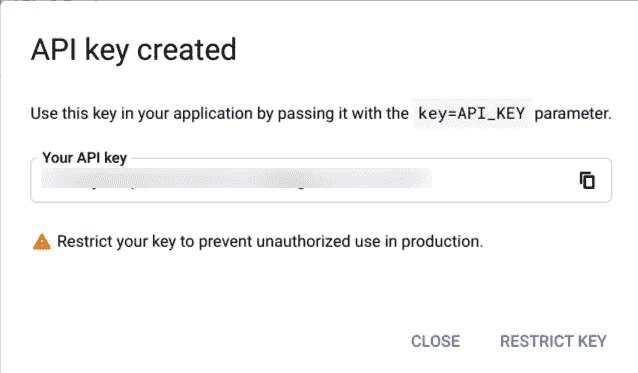 API key created
Use this key in your application by passing it with the key=API_KEY parameter.
Your API key
Restrict your key to prevent unauthorized use in production.
CLOSE RESTRICT KEY